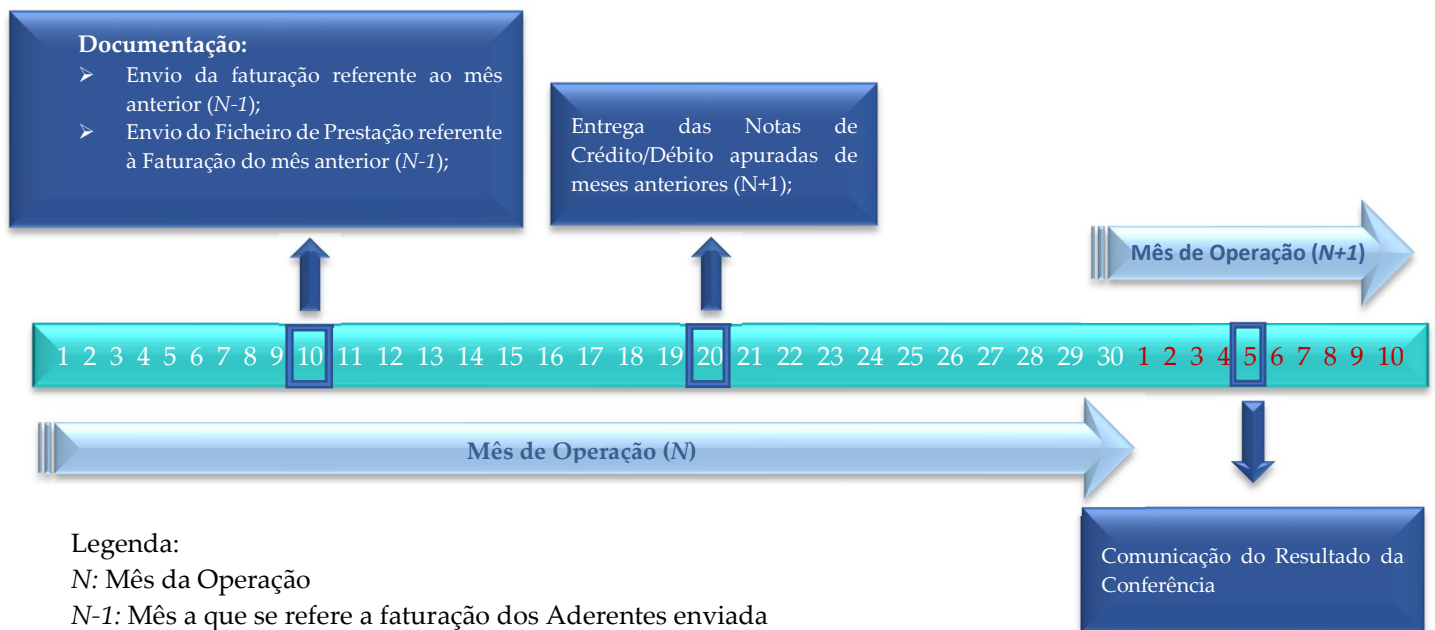 Documentação:
➢ Envio da faturação referente ao mês
anterior (N-1);
➢ Envio do Ficheiro de Prestação referente
à Faturação do mês anterior (N-1);
Entrega das Notas de
Crédito/Débito apuradas de
meses anteriores (N+1);
Mês de Operação (N+1)
1 2 3 4 5 6 7 8 9 10 11 12 13 14 15 16 17 18 19 20 21 22 23 24 25 26 27 28 29 30 1 2 3 4 5 6 7 8 9 10
Mês de Operação (N)
Comunicação do Resultado da
Conferência
Legenda:
N: Mês da Operação
N-1: Mês a que se refere a faturação dos Aderentes enviada